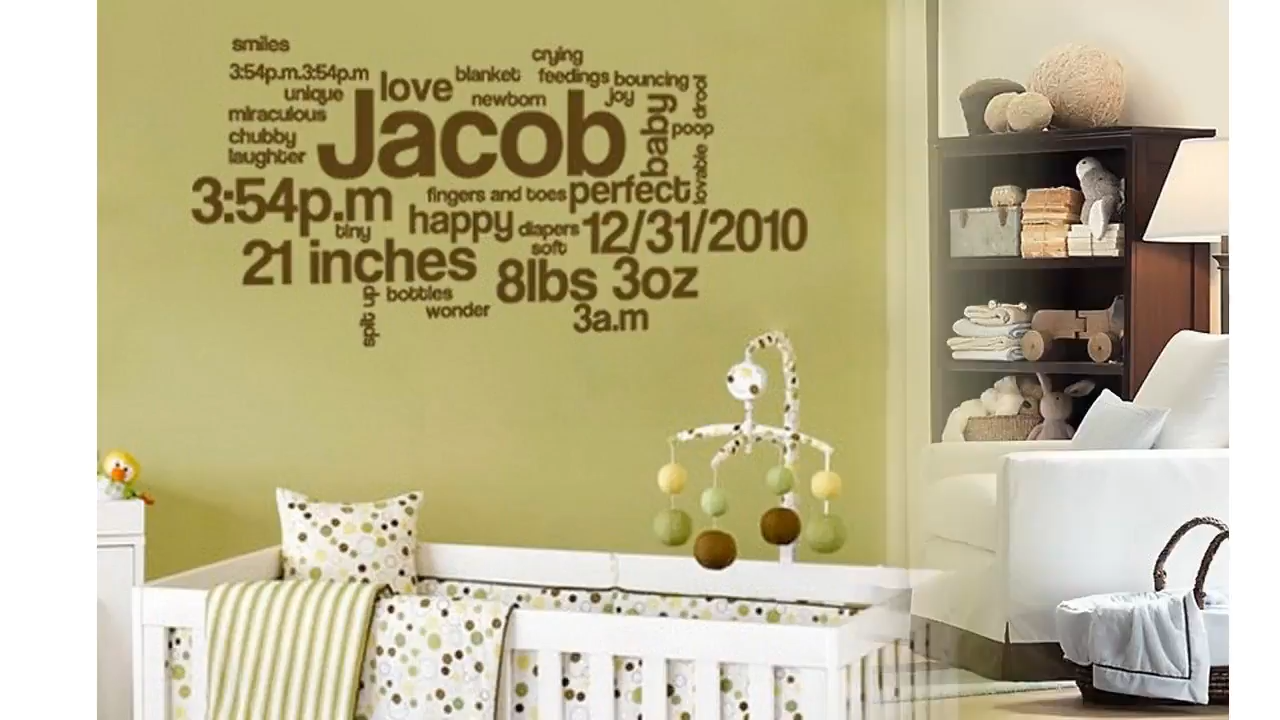 smiles
crying
3:54p.m.3:54p.m
love
blanket
feedings
bouncing
drool
unique
newborn
joy
baby
miraculous
Jacob
poop
chubby
laughter
lovable
3:54p.m
fingers and toes
perfect
happy
diapers
12/31/2010
tiny
soft
21 inches
8lbs 3oz
spit up
bottles
wonder
3a.m